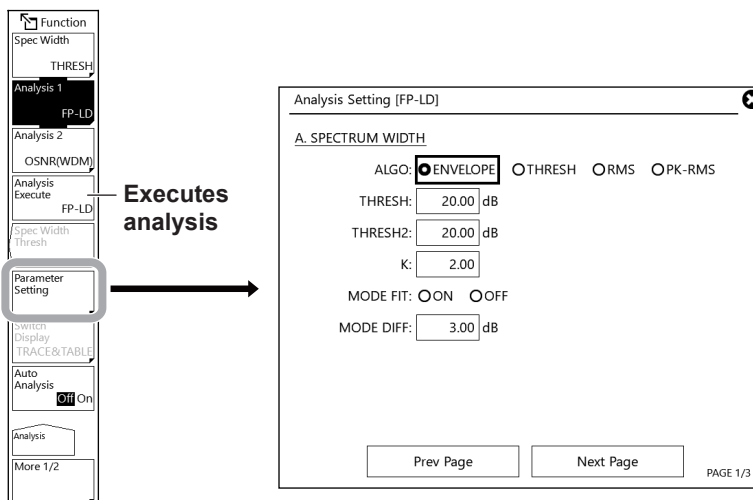 Function
Spec Width
THRESH
Analysis 1
FP-LD
Analysis 2
OSNR(WDM)
Analysis
Execute
FP-LD
Spec Width
Thresh
Parameter
Setting
Switch
Display
TRACE&TABLE
Auto
Analysis
Off On
Analysis
More 1/2
Executes
analysis
Analysis Setting [FP-LD]
A. SPECTRUM WIDTH
ALGO: ENVELOPE THRESH RMS PK-RMS
THRESH: 20.00 dB
THRESH2: 20.00 dB
K: 2.00
MODE FIT: ON OFF
MODE DIFF: 3.00 dB
Prev Page Next Page PAGE 1/3